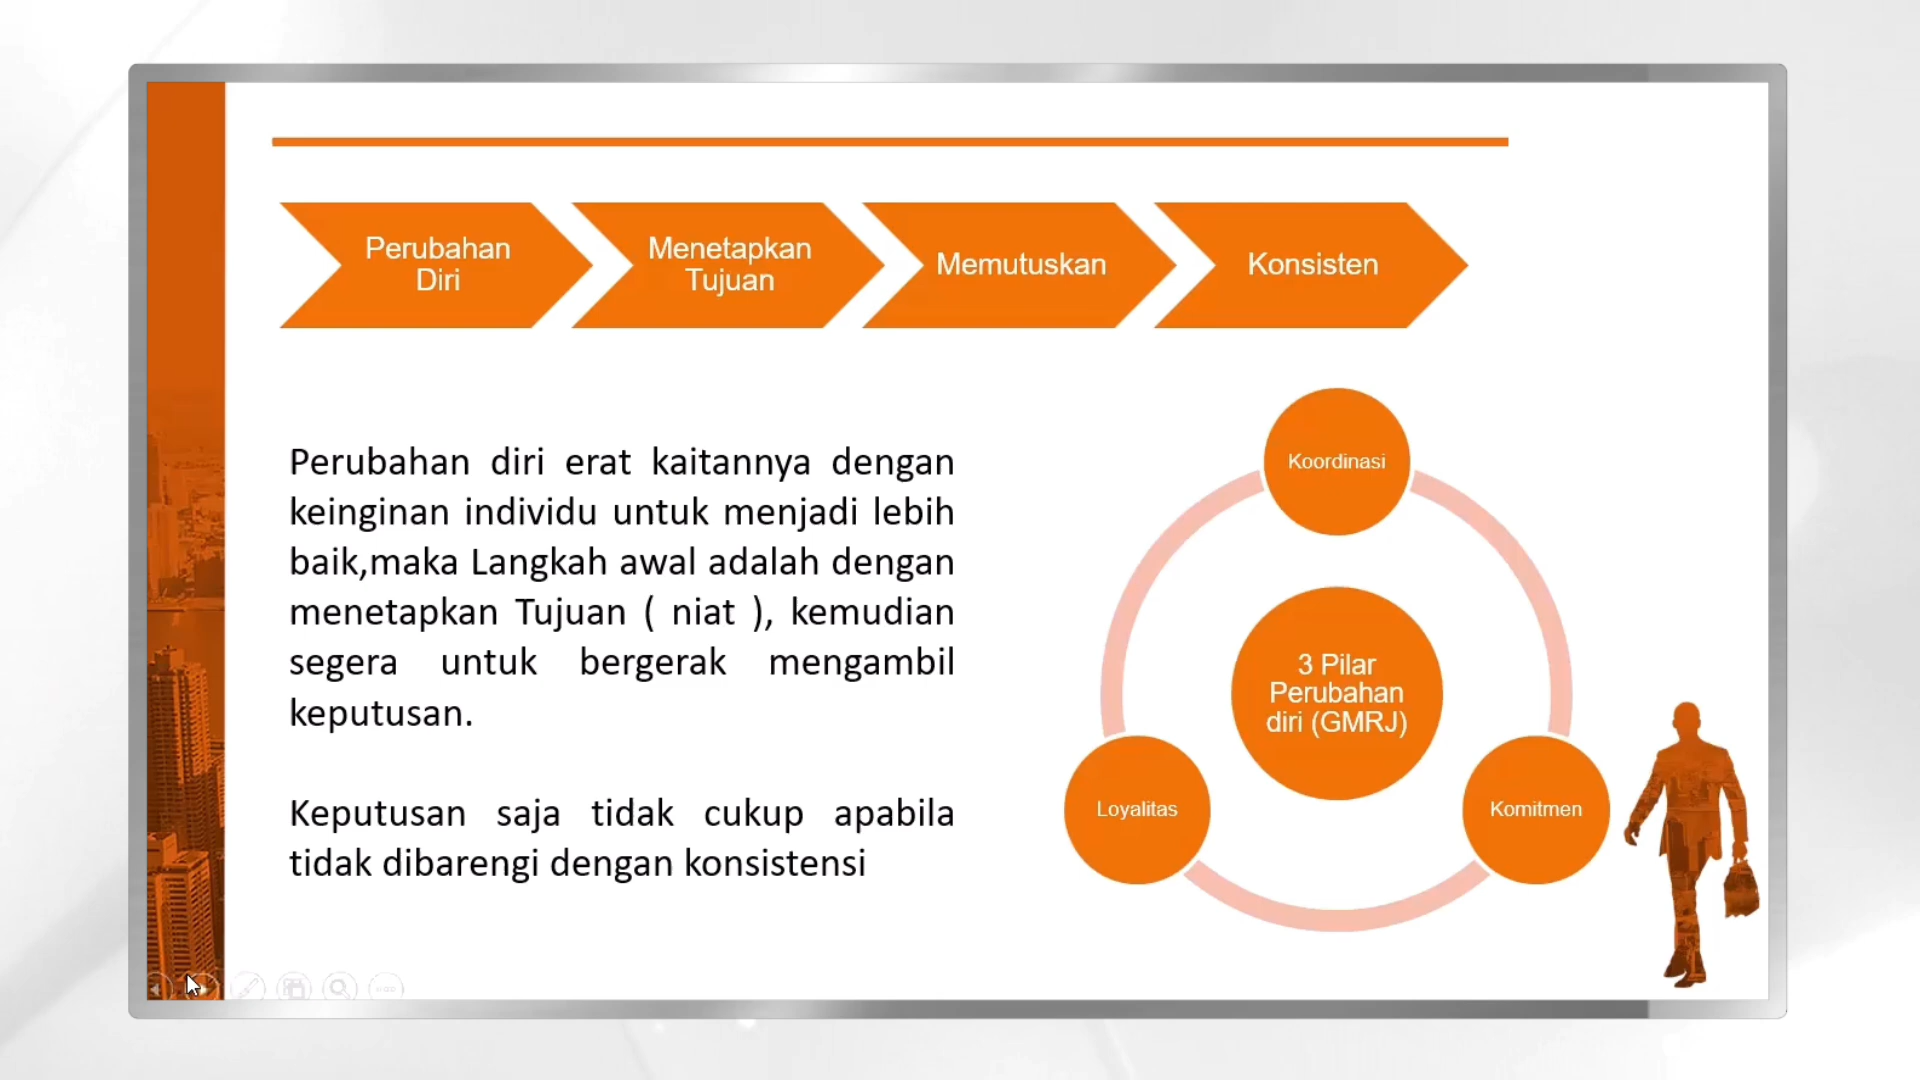 Perubahan
Diri
Menetapkan
Tujuan
Memutuskan
Konsisten
Perubahan diri erat kaitannya dengan
keinginan individu untuk menjadi lebih
baik,maka Langkah awal adalah dengan
menetapkan Tujuan ( niat ), kemudian
segera untuk bergerak mengambil
keputusan.
Keputusan saja tidak cukup apabila
tidak dibarengi dengan konsistensi
Koordinasi
3 Pilar
Perubahan
diri (GMRJ)
Loyalitas
Komitmen